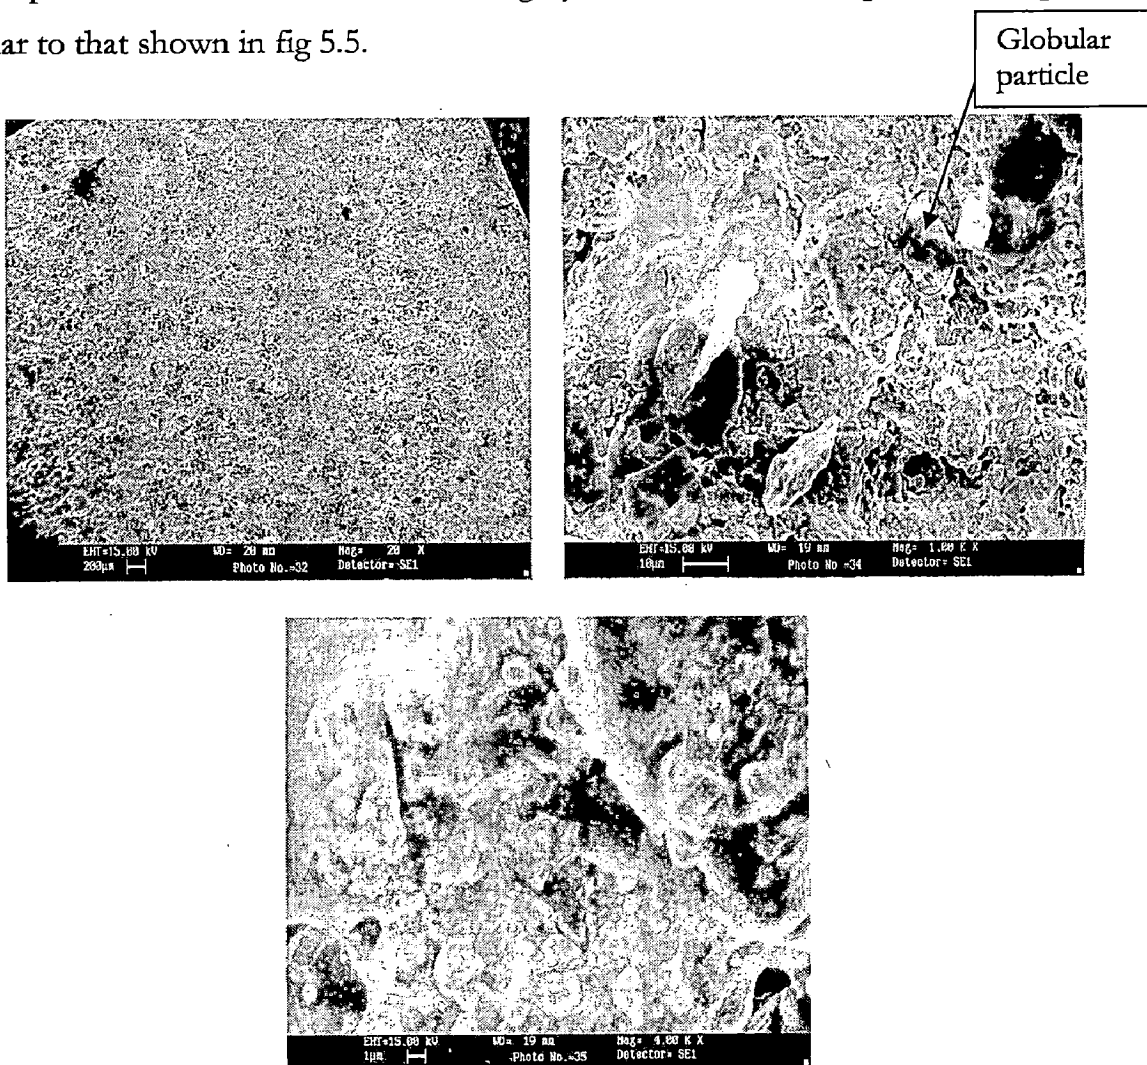 ar to that shown in fig 5.5.
Globular
particle
EHT=15.00 kV WD= 20 mm Mag= 20 X
200µm Photo No.=32 Detector= SE1
EHT=15.00 kV WD= 19 mm Mag= 1.00 K X
10µm Photo No.=34 Detector= SE1
EHT=15.00 kV WD= 19 mm Mag= 4.00 K X
1µm Photo No.=35 Detector= SE1